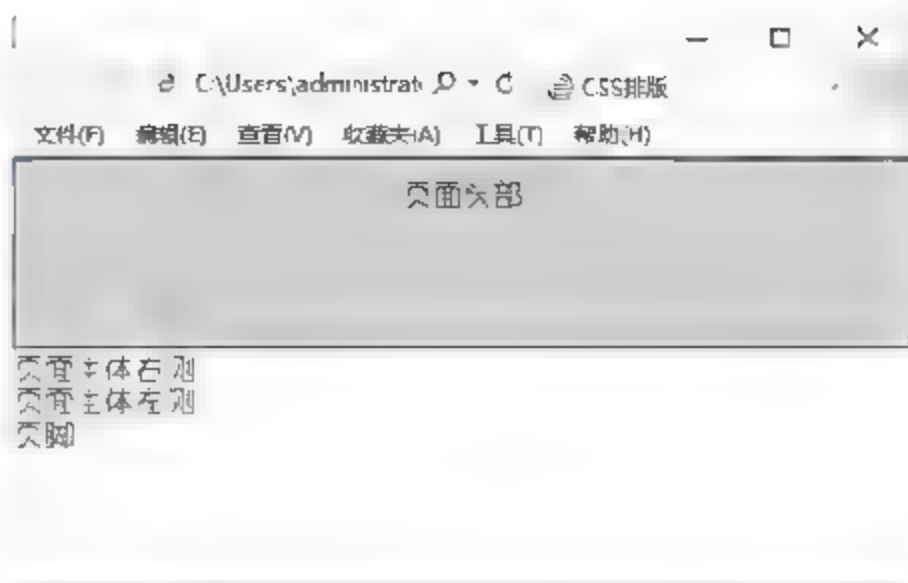 C:\Users\administrat CSS排版
文件(F) 编辑(E) 查看(V) 收藏夹(A) 工具(T) 帮助(H)
页面头部
页面主体右侧
页面主体左侧
页脚